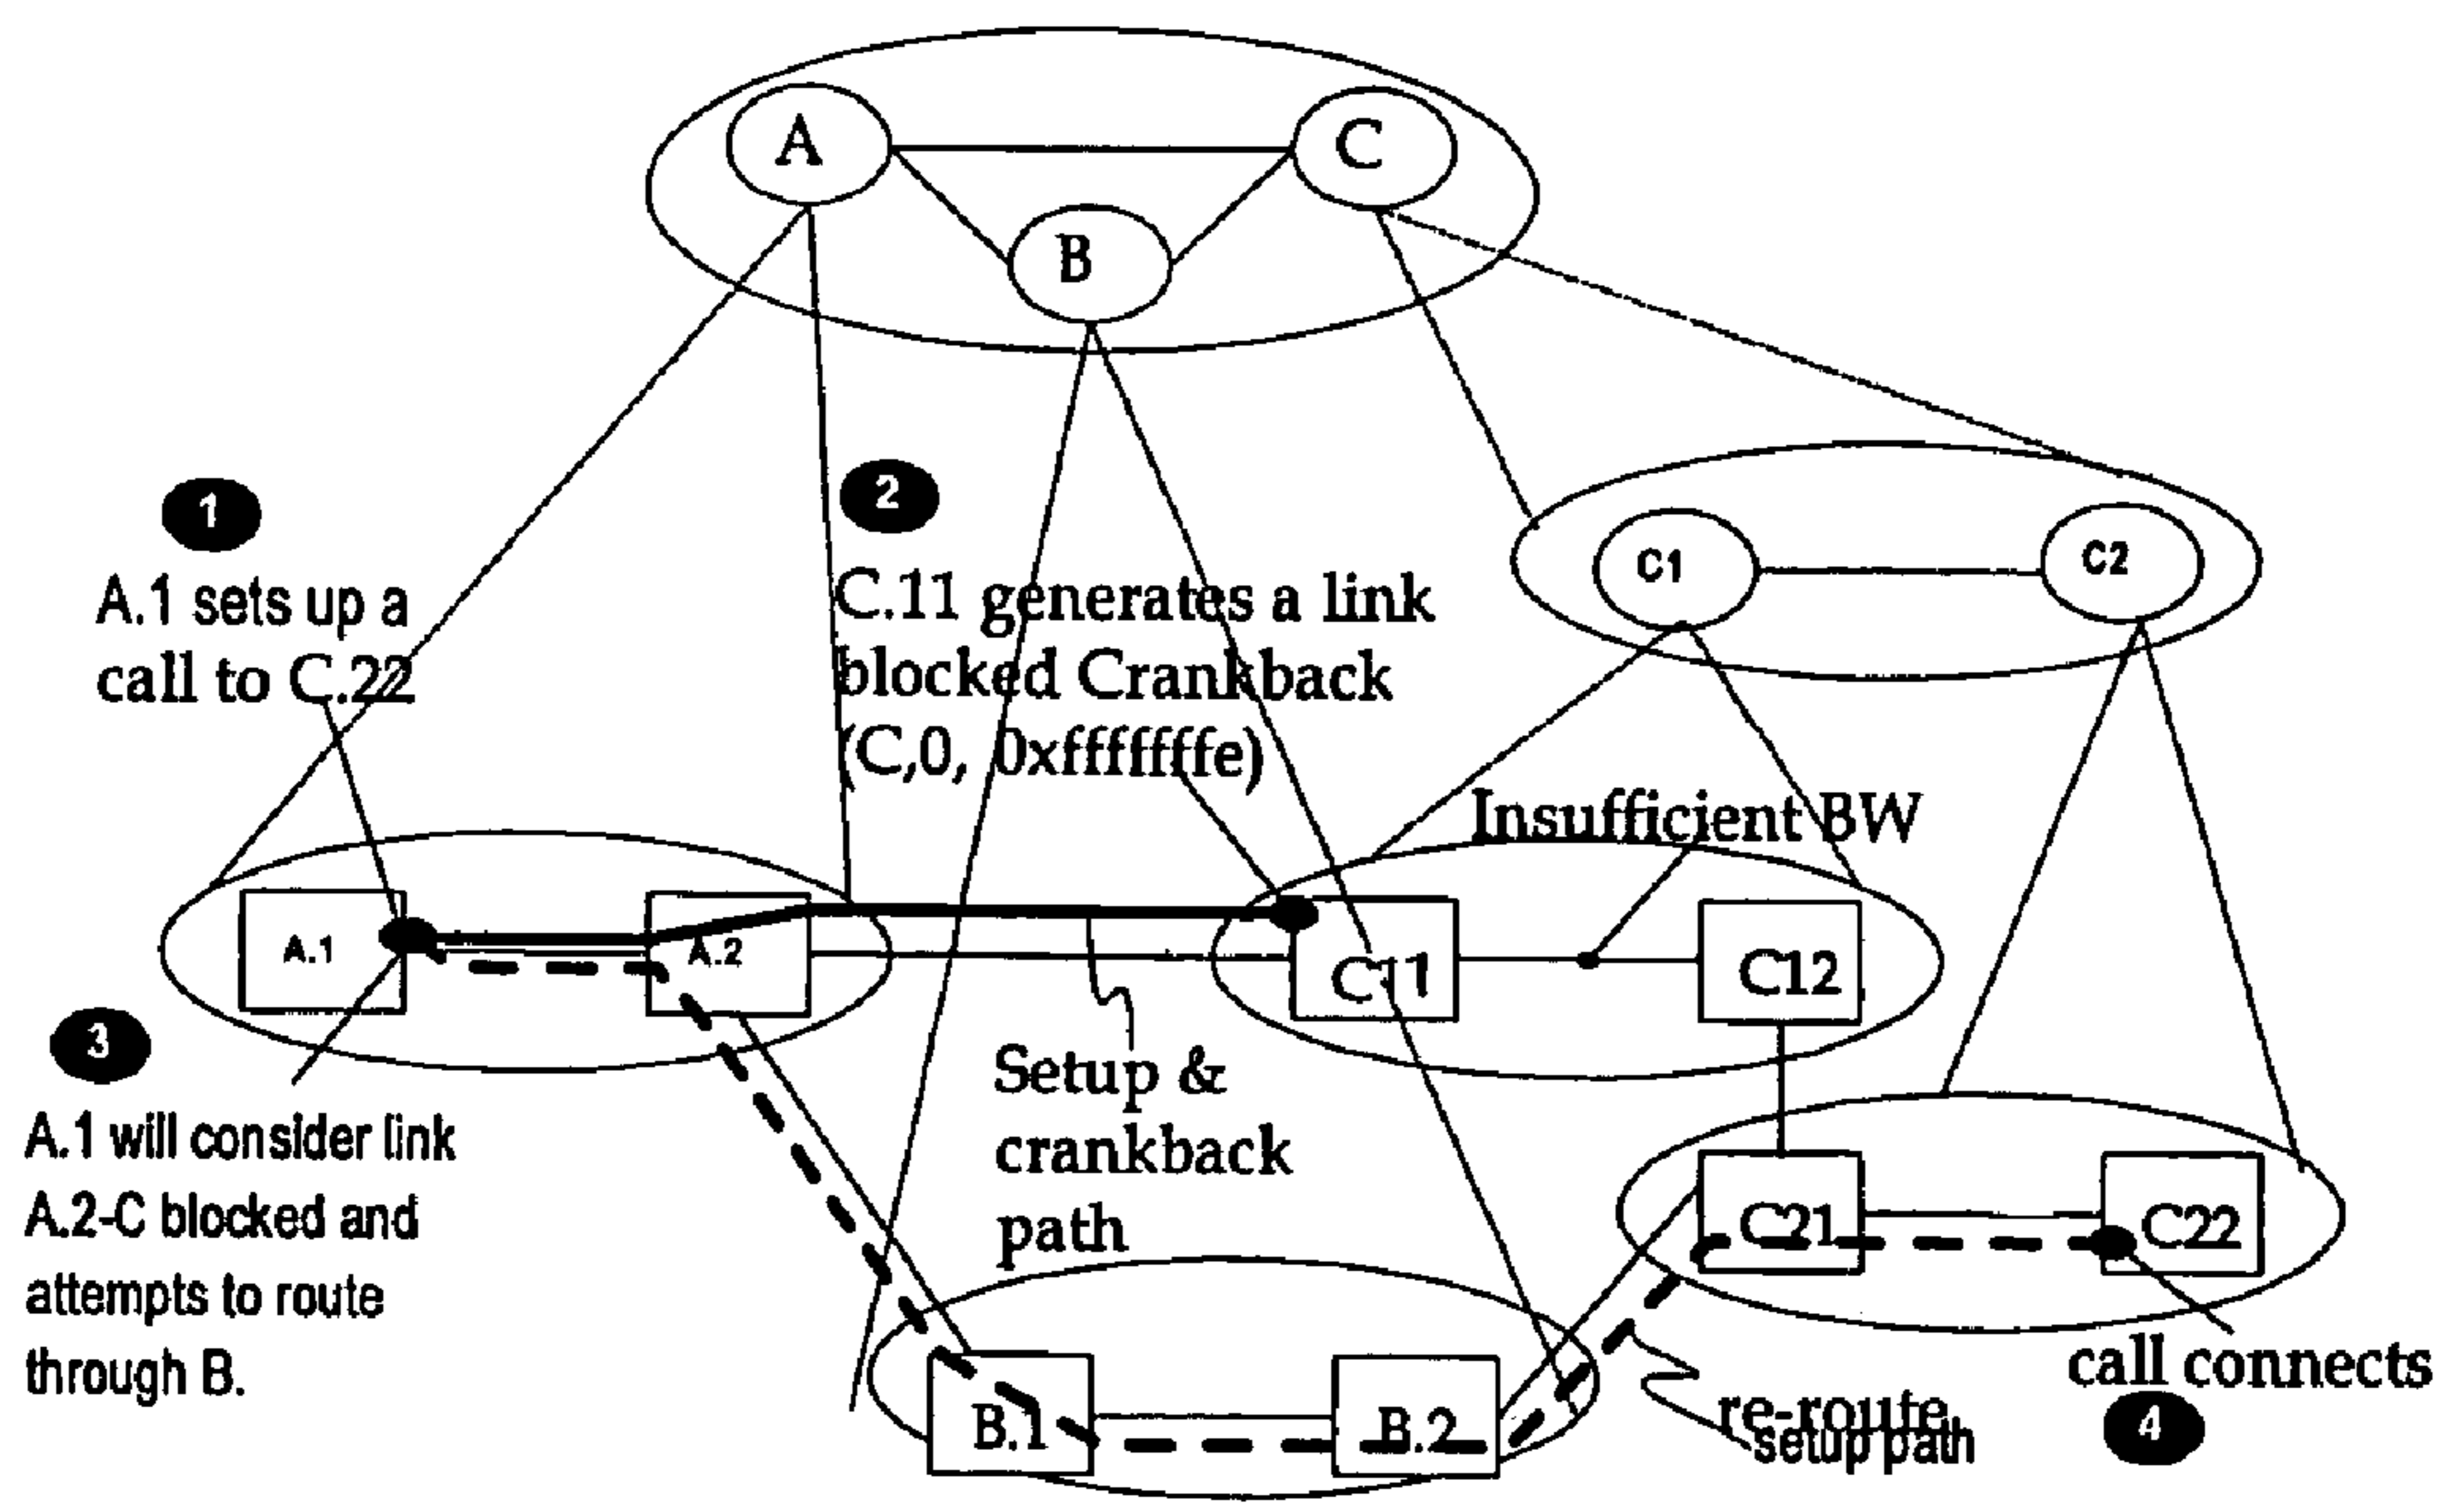 A
C
B
1
A.1 sets up a
call to C.22
2
C.11 generates a link
blocked Crankback
(C,0, 0xfffffffe)
C1
C2
Insufficient BW
A.1
A.2
C11
C12
3
A.1 will consider link
A.2-C blocked and
attempts to route
through B.
Setup &
crankback
path
C21
C22
B.1
B.2
re-route
setup path
call connects
4